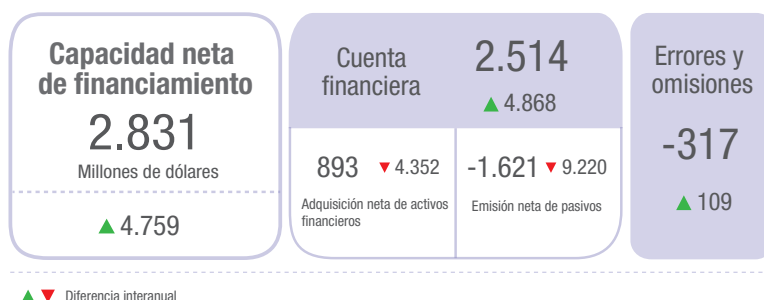 Capacidad neta
de financiamiento
2.831
Millones de dólares
▲ 4.759
Cuenta
financiera
2.514
▲ 4.868
893 ▼ 4.352
Adquisición neta de activos
financieros
-1.621 ▼ 9.220
Emisión neta de pasivos
Errores y
omisiones
-317
▲ 109
▲ ▼ Diferencia interanual